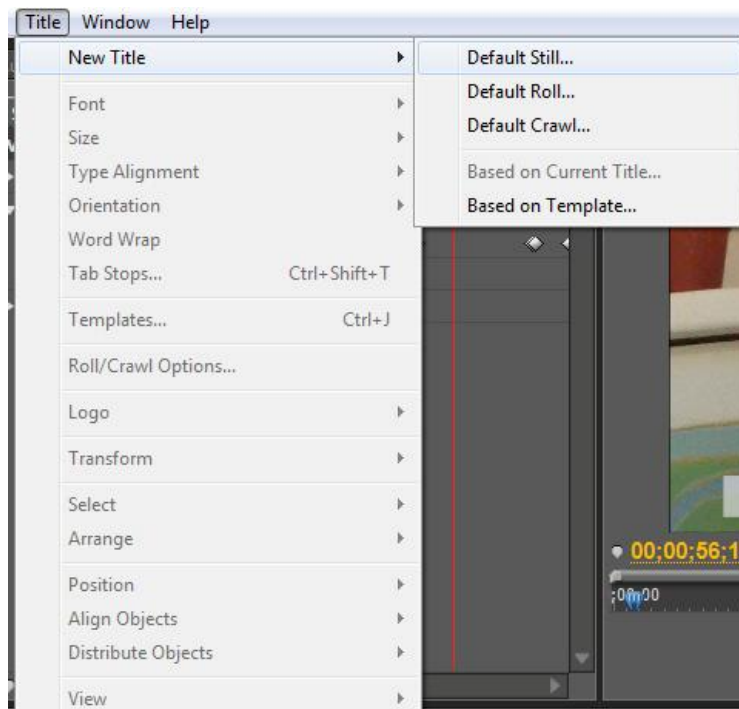 Title Window Help
New Title
Default Still...
Default Roll...
Default Crawl...
Based on Current Title...
Based on Template...
Font
Size
Type Alignment
Orientation
Word Wrap
Tab Stops... Ctrl+Shift+T
Templates... Ctrl+J
Roll/Crawl Options...
Logo
Transform
Select
Arrange
Position
Align Objects
Distribute Objects
View
00;00;56;1